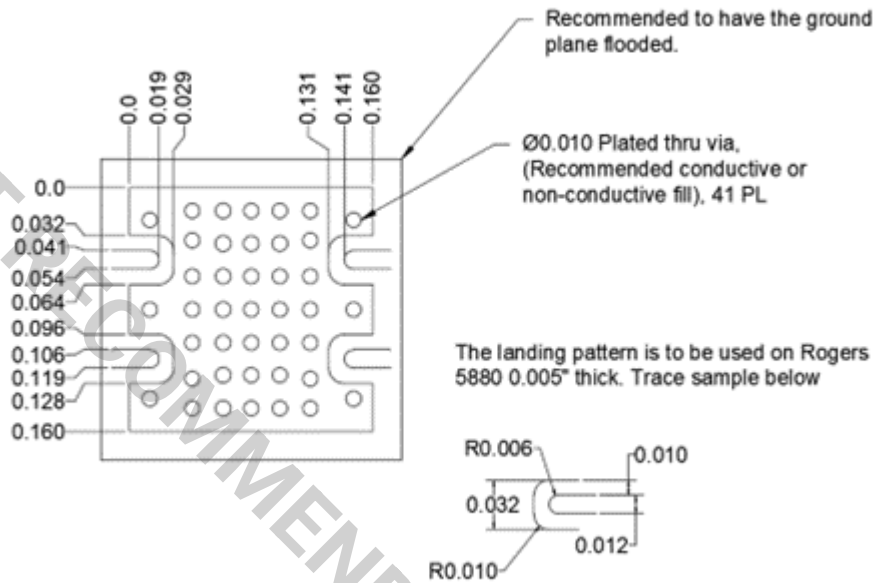 Recommended to have the ground
plane flooded.
0.0
0.019
0.029
0.131
0.141
0.160
Ø0.010 Plated thru via,
(Recommended conductive or
non-conductive fill), 41 PL
0.0
0.032
0.041
0.054
0.064
0.096
0.106
0.119
0.128
0.160
The landing pattern is to be used on Rogers
5880 0.005" thick. Trace sample below
R0.006
0.010
0.032
0.012
R0.010
T RECOMMEN